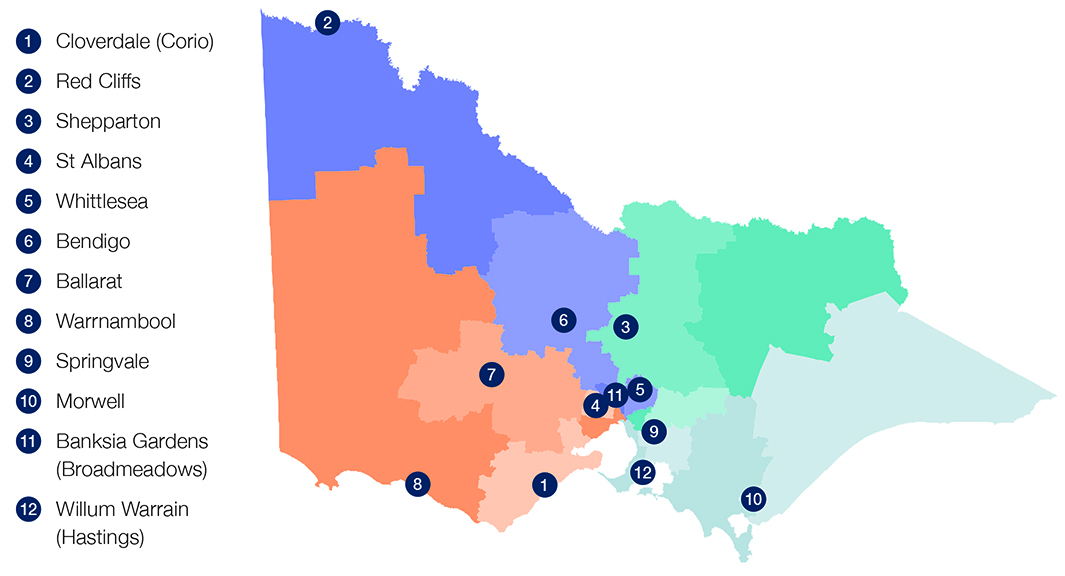 1 Cloverdale (Corio)
2 Red Cliffs
3 Shepparton
4 St Albans
5 Whittlesea
6 Bendigo
7 Ballarat
8 Warrnambool
9 Springvale
10 Morwell
11 Banksia Gardens
(Broadmeadows)
12 Willum Warrain
(Hastings)
2
6
3
7
5
11
4
9
12
8
1
10